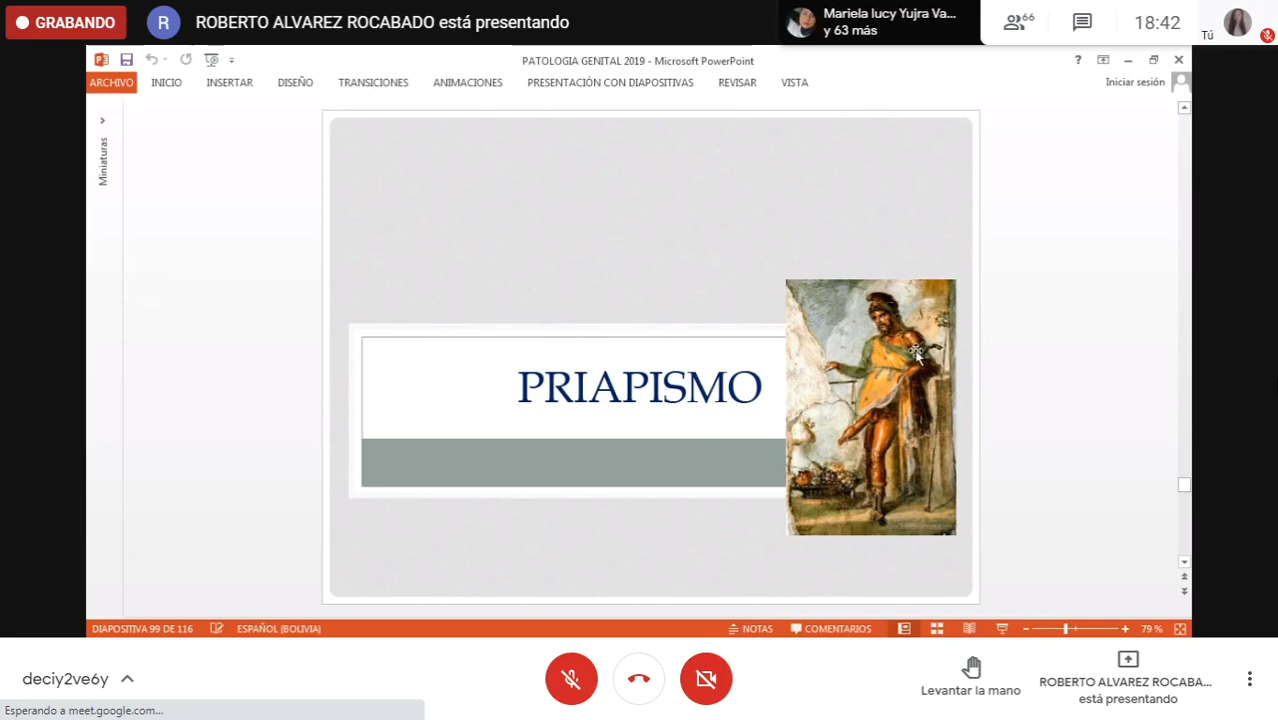 GRABANDO
R
ROBERTO ALVAREZ ROCABADO está presentando
Mariela lucy Yujra Va...
y 63 más
66
18:42
Tú
PATOLOGIA GENITAL 2019 - Microsoft PowerPoint
?
ARCHIVO INICIO INSERTAR DISEÑO TRANSICIONES ANIMACIONES PRESENTACIÓN CON DIAPOSITIVAS REVISAR VISTA
Iniciar sesión
Miniaturas
PRIAPISMO
DIAPOSITIVA 99 DE 116 ESPAÑOL (BOLIVIA) NOTAS COMENTARIOS 79 %
deciy2ve6y
Levantar la mano
ROBERTO ALVAREZ ROCABA...
está presentando
Esperando a meet.google.com...